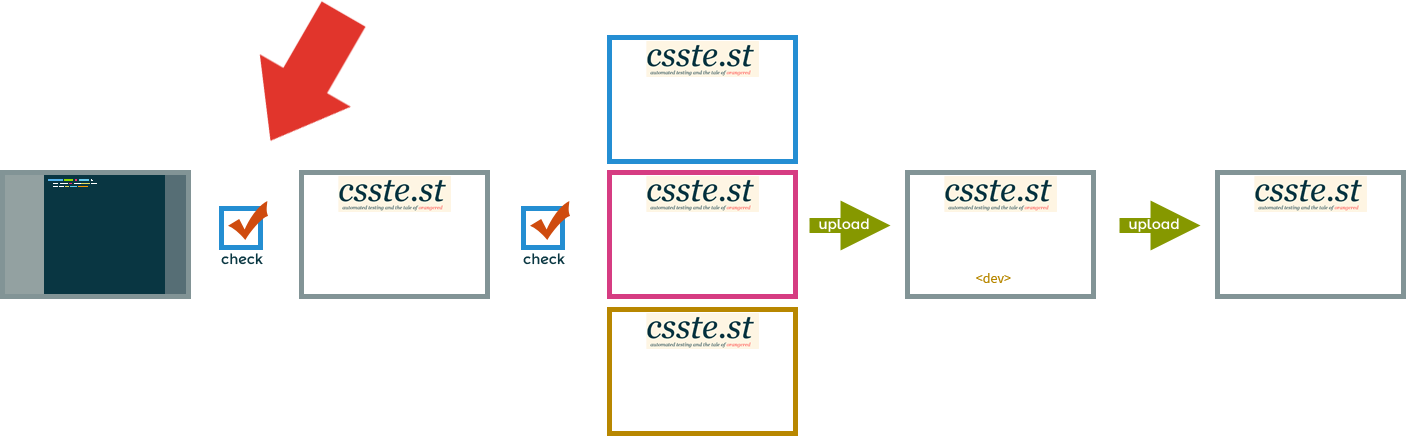 csste.st
automated testing and the tale of orangered
check
csste.st
automated testing and the tale of orangered
check
csste.st
automated testing and the tale of orangered
csste.st
automated testing and the tale of orangered
upload
csste.st
automated testing and the tale of orangered
<dev>
upload
csste.st
automated testing and the tale of orangered